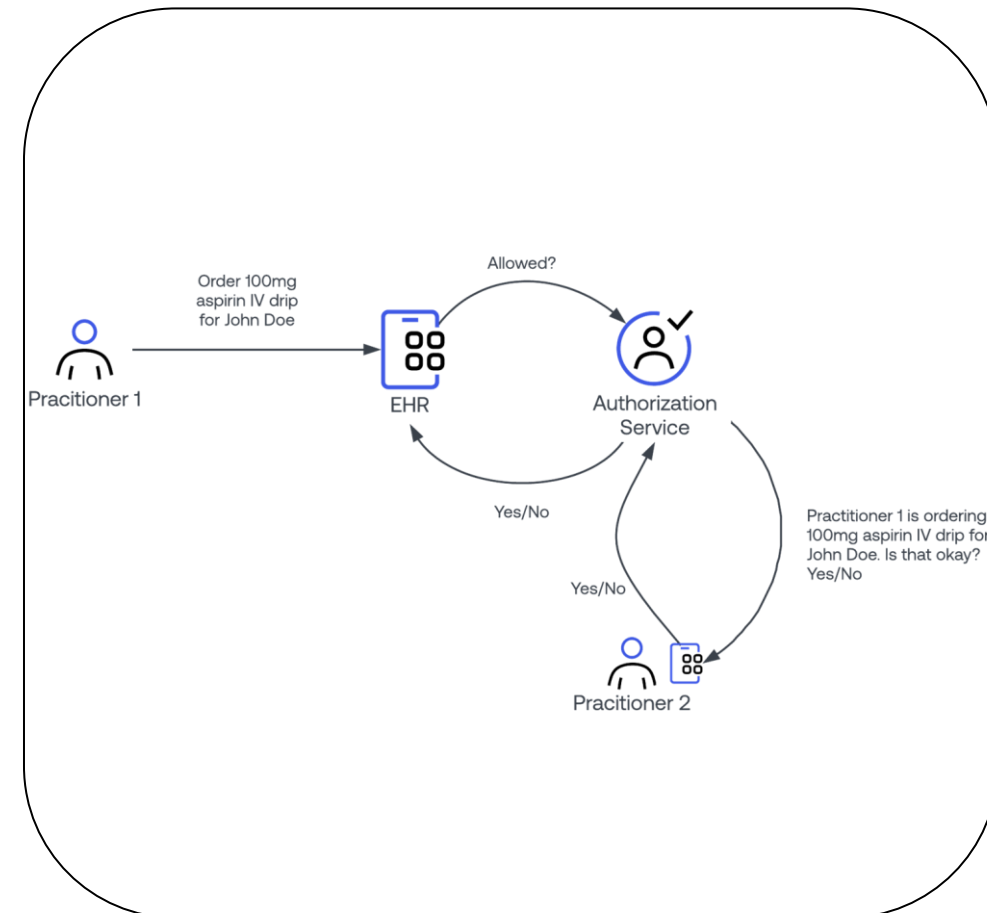 Allowed?
Order 100mg
aspirin IV drip
for John Doe
Pracitioner 1
EHR
Authorization
Service
Yes/No
Practitioner 1 is ordering
100mg aspirin IV drip for
John Doe. Is that okay?
Yes/No
Yes/No
Pracitioner 2